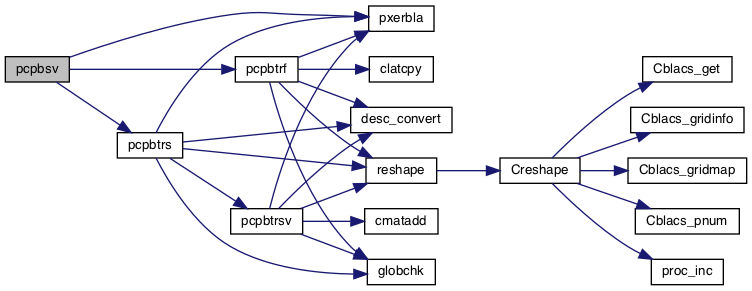 pcpbsv
pcpbtrs
pcpbtrf
pcpbtrsv
pxerbla
clatcpy
desc_convert
reshape
cmatadd
globchk
Creshape
Cblacs_get
Cblacs_gridinfo
Cblacs_gridmap
Cblacs_pnum
proc_inc